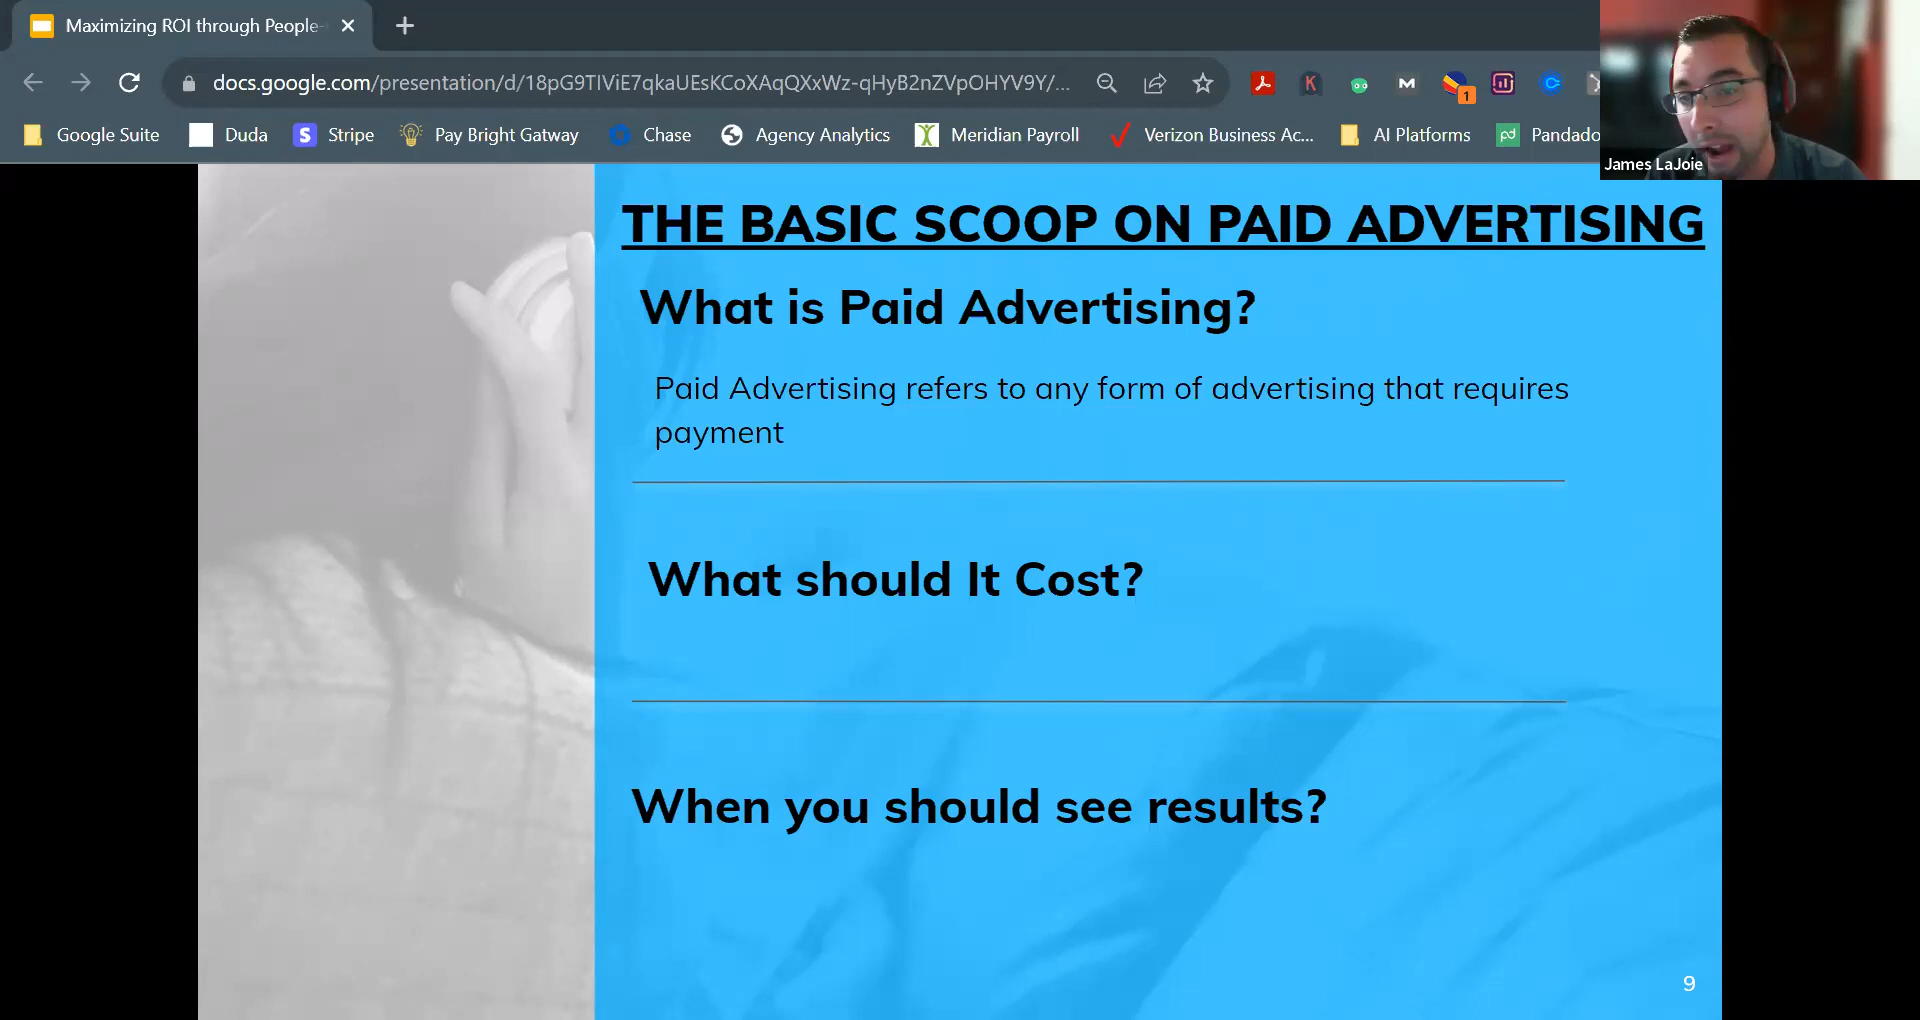 Maximizing ROI through People-
docs.google.com/presentation/d/18pG9TIViE7qkaUEsKCoXAqQXxWz-qHyB2nZVpOHYV9Y/...
K
M
1
Google Suite
S
Stripe
Duda
Pay Bright Gatway
Chase
Agency Analytics
Meridian Payroll
Verizon Business Ac...
AI Platforms
pd
Pandado
James LaJoie
THE BASIC SCOOP ON PAID ADVERTISING
What is Paid Advertising?
Paid Advertising refers to any form of advertising that requires
payment
What should It Cost?
When you should see results?
9